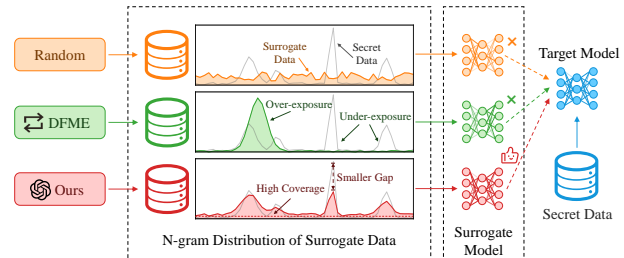 Random
Surrogate
Data
Secret
Data
DFME
Over-exposure
Under-exposure
Ours
High Coverage
Smaller Gap
N-gram Distribution of Surrogate Data
Surrogate
Model
Target Model
Secret Data